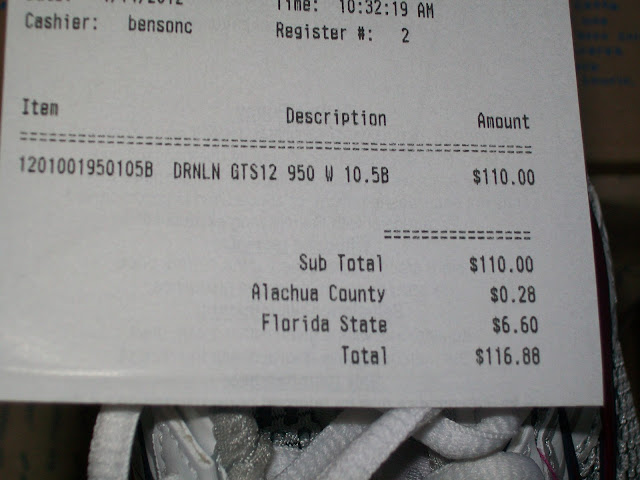 Time: 10:32:19 AM
Cashier: bensonc
Register #: 2
Item Description Amount
================================================
1201001950105B DRNLN GTS12 950 W 10.5B $110.00
===============
Sub Total $110.00
Alachua County $0.28
Florida State $6.60
Total $116.88